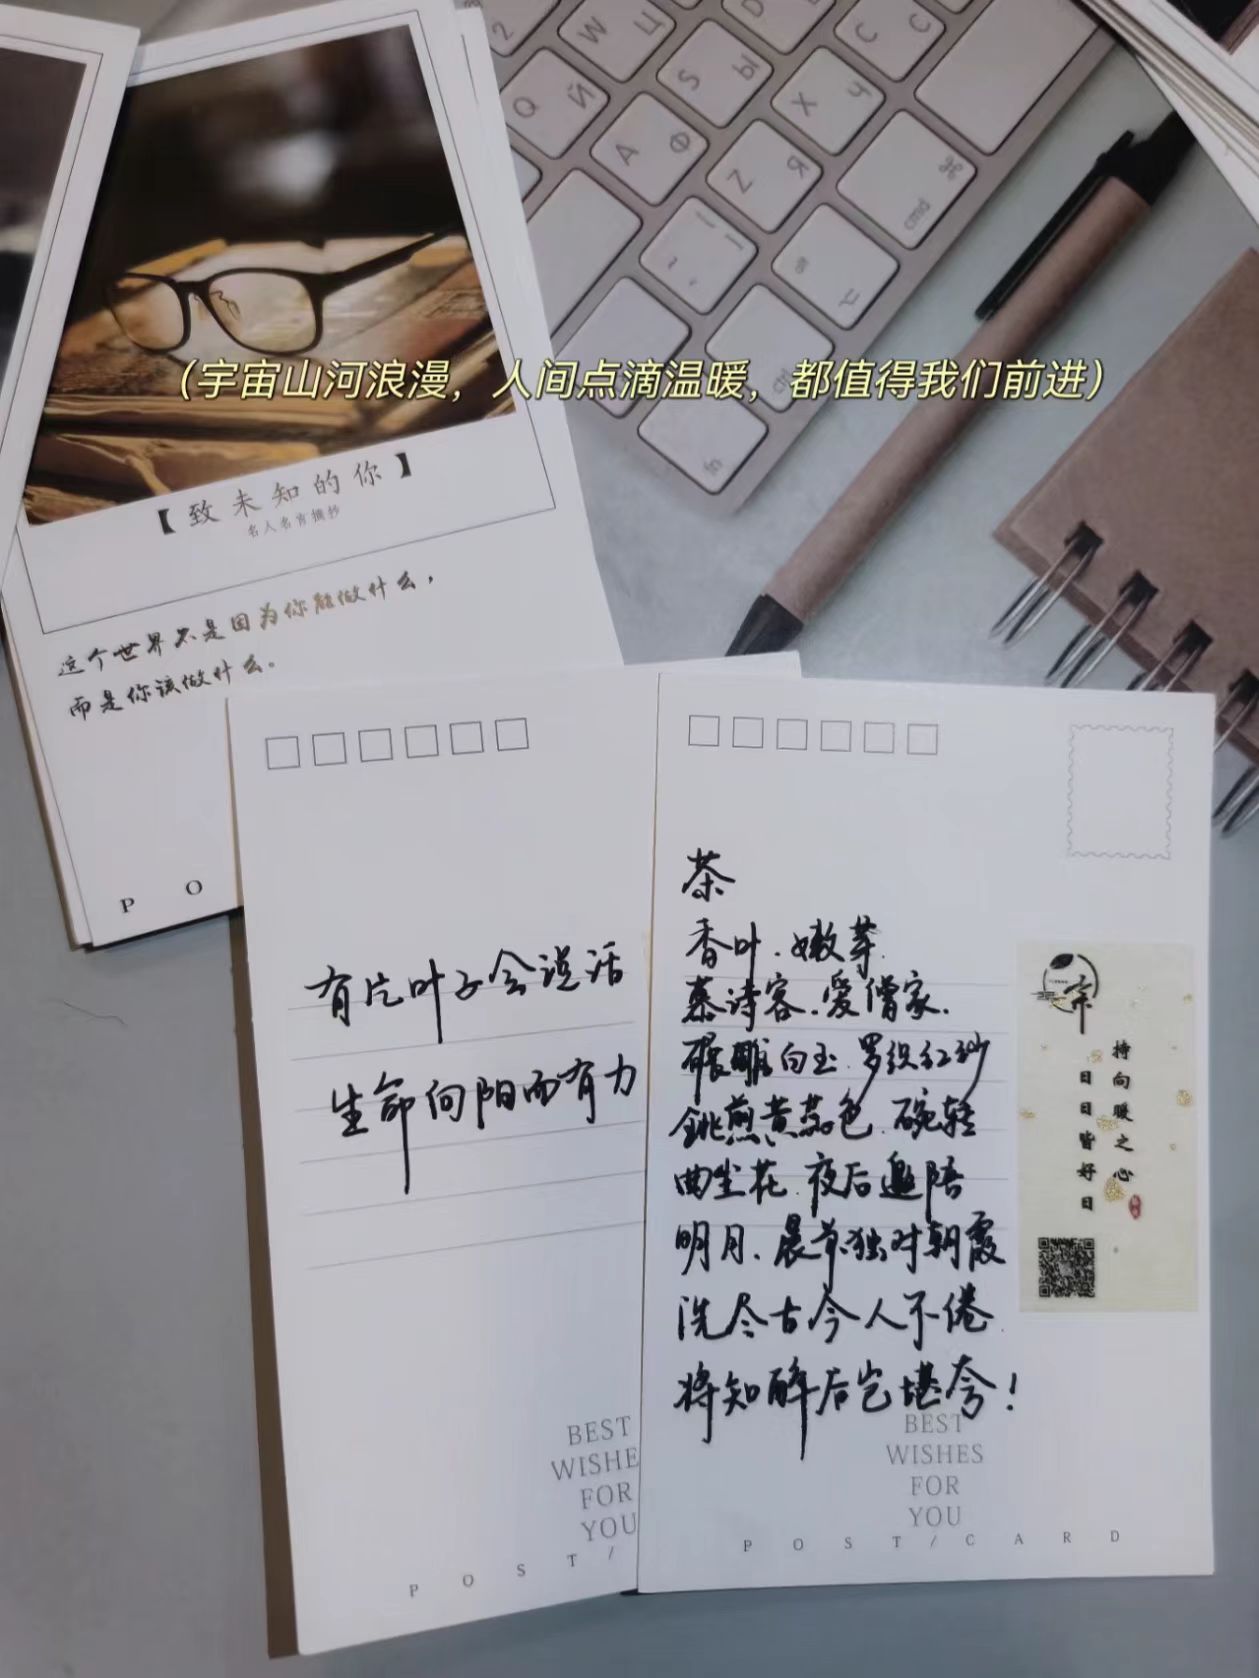 2
W Ц
D
C С
Q Й
S Ы
X Ч
A Ф
Z Я
⌘
cmd
fn
(宇宙山河浪漫，人间点滴温暖，都值得我们前进)
【致未知的你】
名人名言摘抄
这个世界不是因为你能做什么，
而是你该做什么。
P O
有片叶子会说话
生命向阳而有力
BEST
WISHE
FOR
YOU
P O S T /
茶
香叶.嫩芽.
慕诗客.爱僧家.
碾雕白玉.罗织红纱
铫煎黄蕊色.碗转
曲尘花.夜后邀陪
明月.晨前独对朝霞
洗尽古今人不倦.
将知醉后岂堪夸!
持向暖之心
日日皆好日
BEST
WISHES
FOR
YOU
P O S T / C A R D